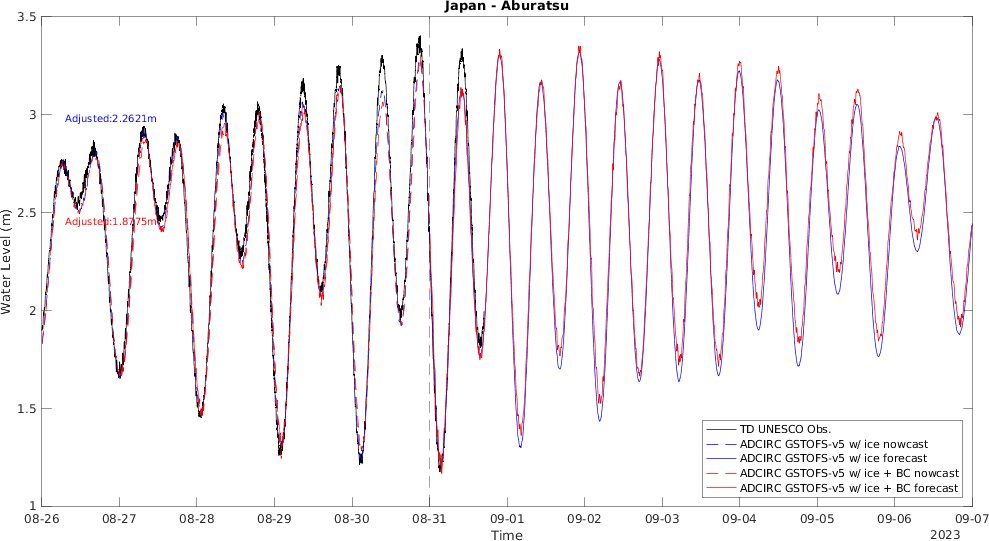 Japan - Aburatsu
3.5
3
2.5
2
1.5
1
Water Level (m)
Adjusted:2.2621m
Adjusted:1.8775m
TD UNESCO Obs.
ADCIRC GSTOFS-v5 w/ ice nowcast
ADCIRC GSTOFS-v5 w/ ice forecast
ADCIRC GSTOFS-v5 w/ ice + BC nowcast
ADCIRC GSTOFS-v5 w/ ice + BC forecast
08-26 08-27 08-28 08-29 08-30 08-31 09-01 09-02 09-03 09-04 09-05 09-06 09-07
Time
2023